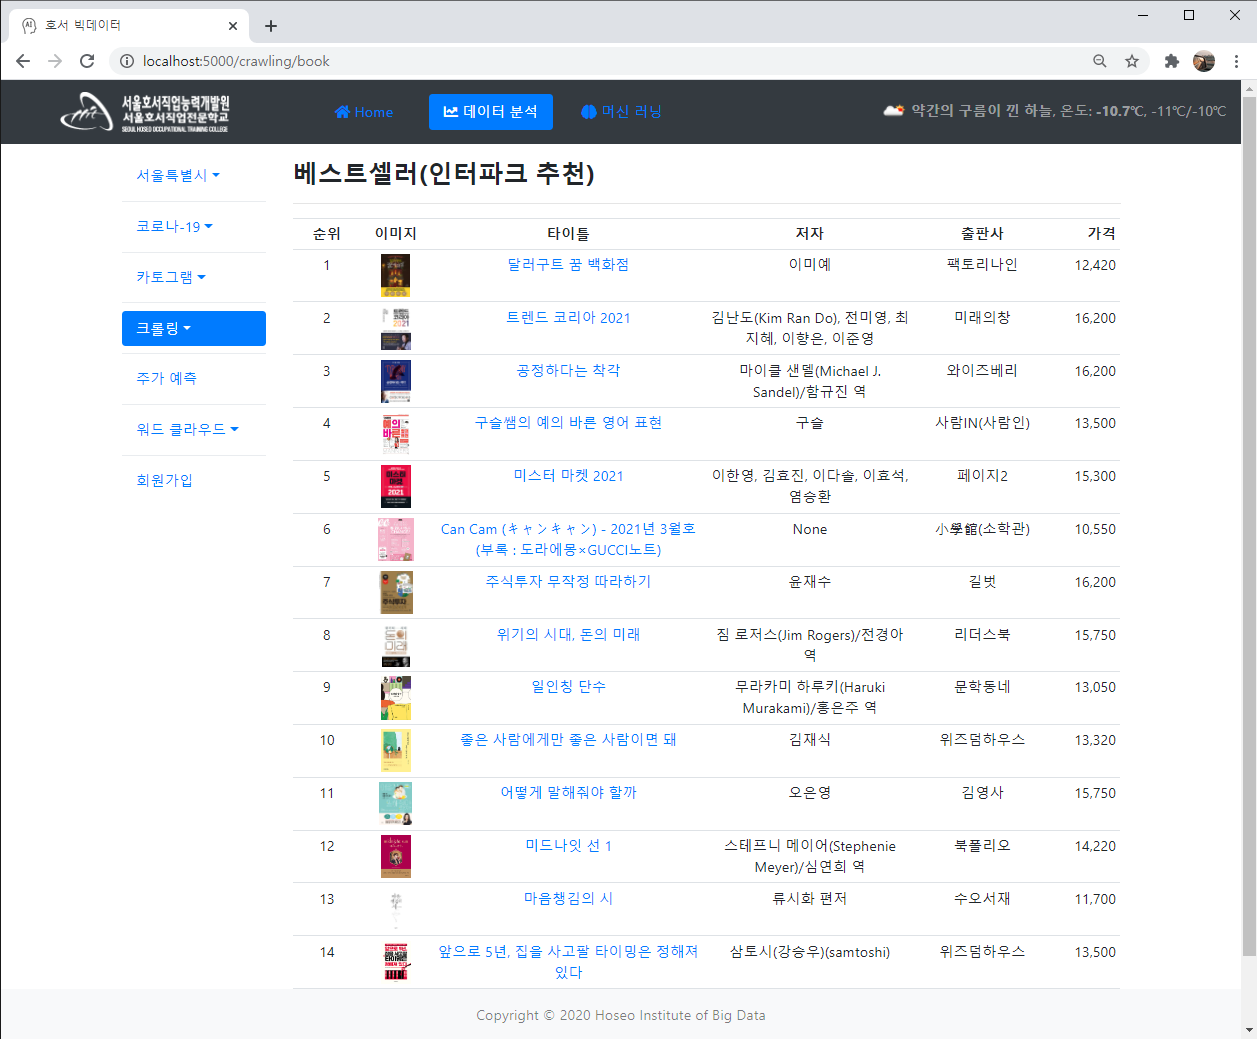 호서 빅데이터
localhost:5000/crawling/book
서울호서직업능력개발원
서울호서직업전문학교
SEOUL HOSEO OCCUPATIONAL TRAINING COLLEGE
Home 데이터 분석 머신 러닝 약간의 구름이 낀 하늘, 온도: -10.7℃, -11℃/-10℃
서울특별시
코로나-19
카토그램
크롤링
주가 예측
워드 클라우드
회원가입
베스트셀러(인터파크 추천)
순위 이미지 타이틀 저자 출판사 가격
1 달러구트 꿈 백화점 이미예 팩토리나인 12,420
2 트렌드 코리아 2021 김난도(Kim Ran Do), 전미영, 최 미래의창 16,200
지혜, 이향은, 이준영
3 공정하다는 착각 마이클 샌델(Michael J. 와이즈베리 16,200
Sandel)/함규진 역
4 구슬쌤의 예의 바른 영어 표현 구슬 사람IN(사람인) 13,500
5 미스터 마켓 2021 이한영, 김효진, 이다솔, 이효석, 페이지2 15,300
염승환
6 Can Cam (キャンキャン) - 2021년 3월호 None 小學館(소학관) 10,550
(부록 : 도라에몽×GUCCI노트)
7 주식투자 무작정 따라하기 윤재수 길벗 16,200
8 위기의 시대, 돈의 미래 짐 로저스(Jim Rogers)/전경아 리더스북 15,750
역
9 일인칭 단수 무라카미 하루키(Haruki 문학동네 13,050
Murakami)/홍은주 역
10 좋은 사람에게만 좋은 사람이면 돼 김재식 위즈덤하우스 13,320
11 어떻게 말해줘야 할까 오은영 김영사 15,750
12 미드나잇 선 1 스테프니 메이어(Stephenie 북폴리오 14,220
Meyer)/심연희 역
13 마음챙김의 시 류시화 편저 수오서재 11,700
14 앞으로 5년, 집을 사고팔 타이밍은 정해져 삼토시(강승우)(samtoshi) 위즈덤하우스 13,500
있다
Copyright © 2020 Hoseo Institute of Big Data